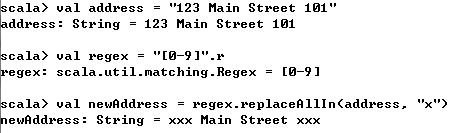 scala> val address = "123 Main Street 101"
address: String = 123 Main Street 101
scala> val regex = "[0-9]".r
regex: scala.util.matching.Regex = [0-9]
scala> val newAddress = regex.replaceAllIn(address, "x")
newAddress: String = xxx Main Street xxx